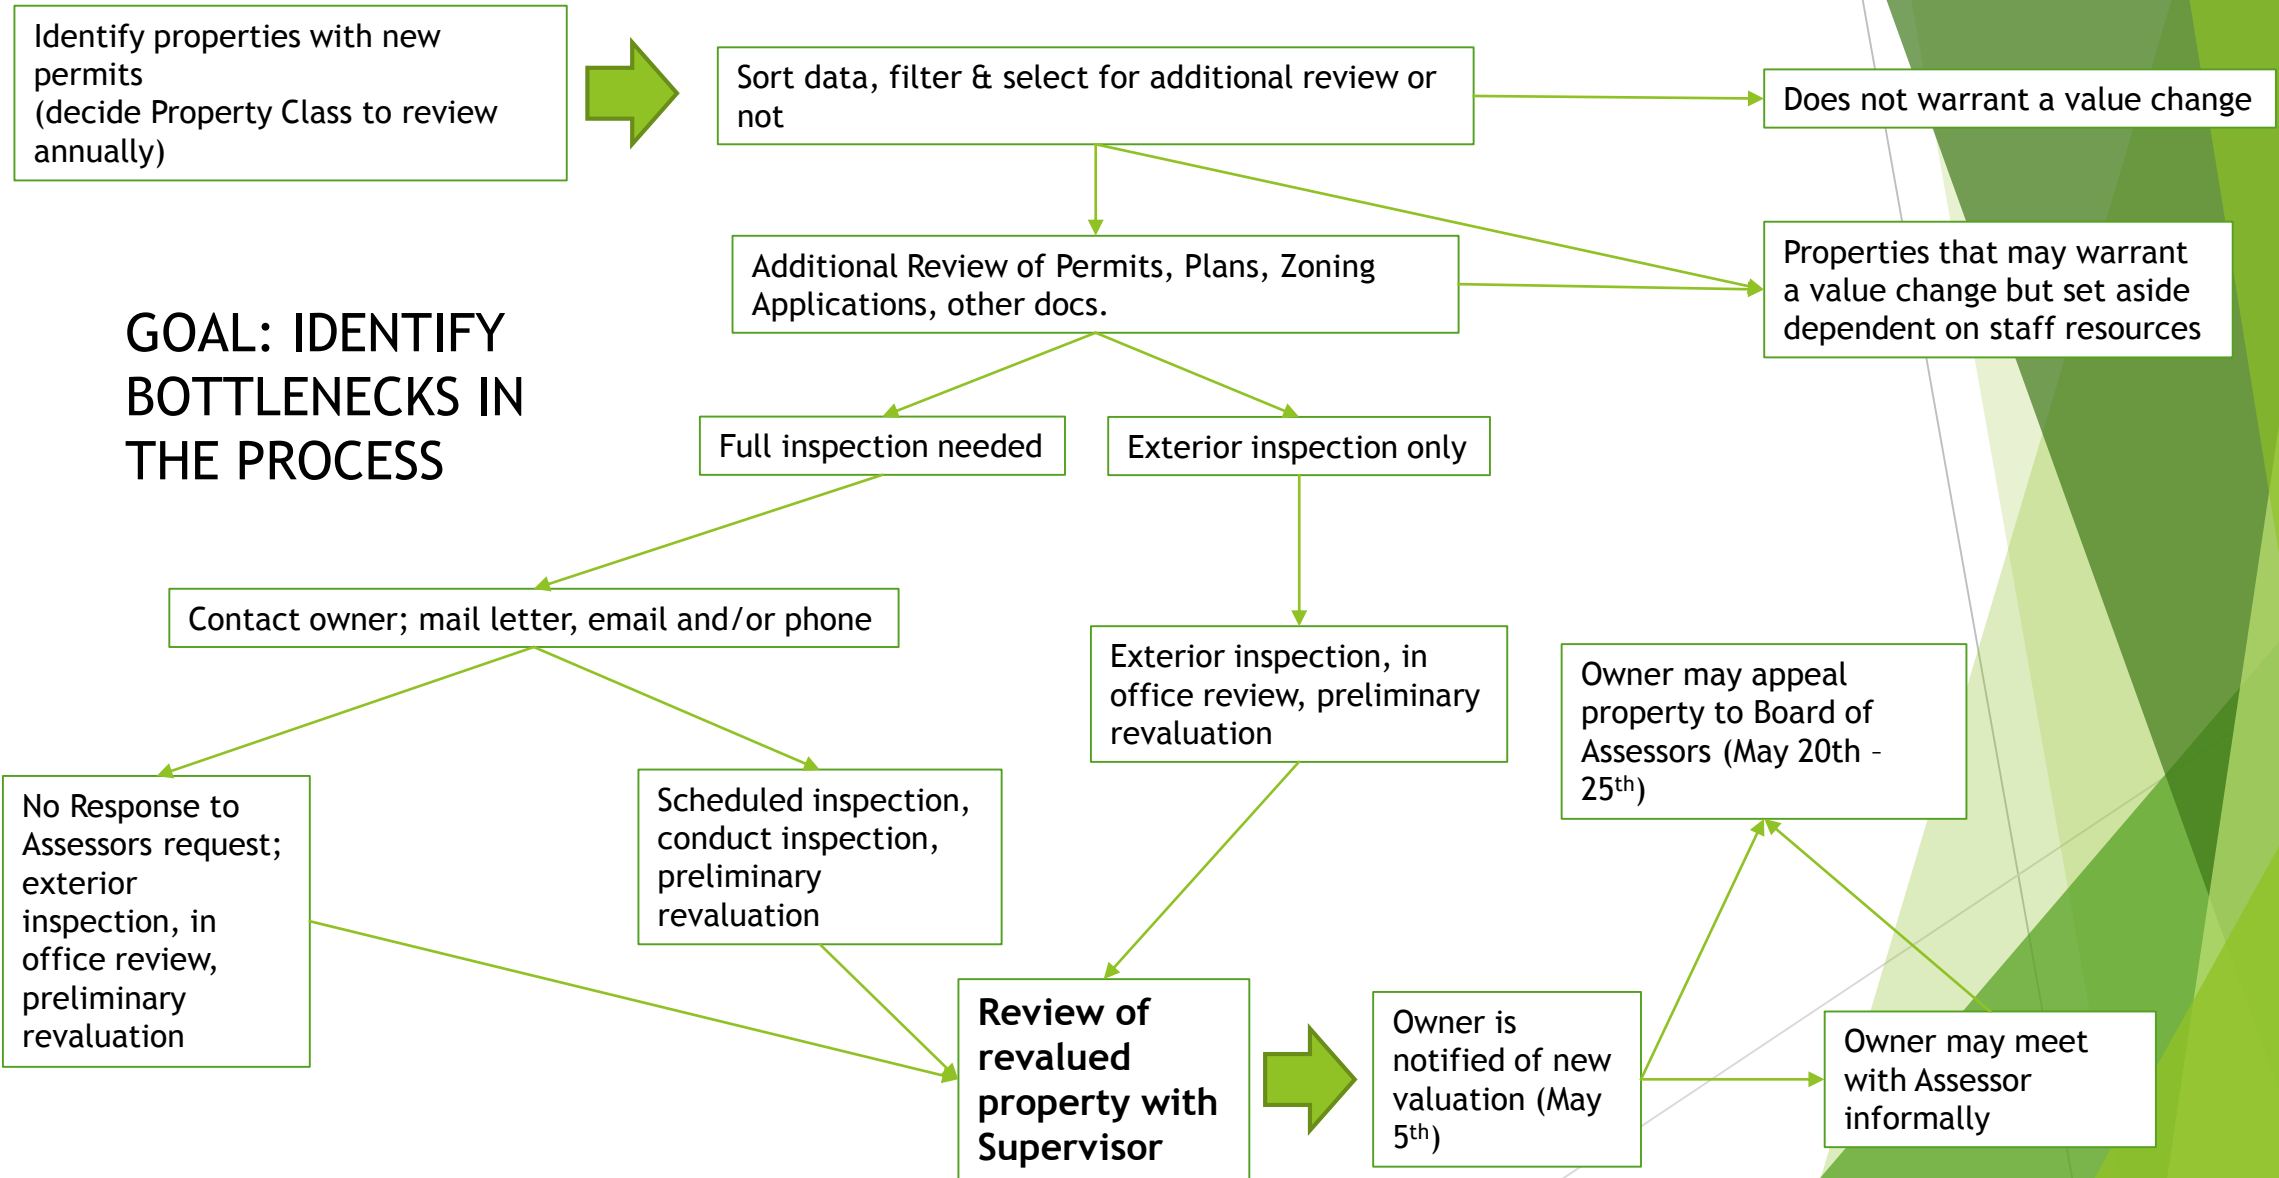 Identify properties with new
permits
(decide Property Class to review
annually)
Sort data, filter & select for additional review or
not
Does not warrant a value change
Additional Review of Permits, Plans, Zoning
Applications, other docs.
Properties that may warrant
a value change but set aside
dependent on staff resources
GOAL: IDENTIFY
BOTTLENECKS IN
THE PROCESS
Full inspection needed
Exterior inspection only
Contact owner; mail letter, email and/or phone
Exterior inspection, in
office review, preliminary
revaluation
Owner may appeal
property to Board of
Assessors (May 20th –
25th)
No Response to
Assessors request;
exterior
inspection, in
office review,
preliminary
revaluation
Scheduled inspection,
conduct inspection,
preliminary
revaluation
Review of
revalued
property with
Supervisor
Owner is
notified of new
valuation (May
5th)
Owner may meet
with Assessor
informally